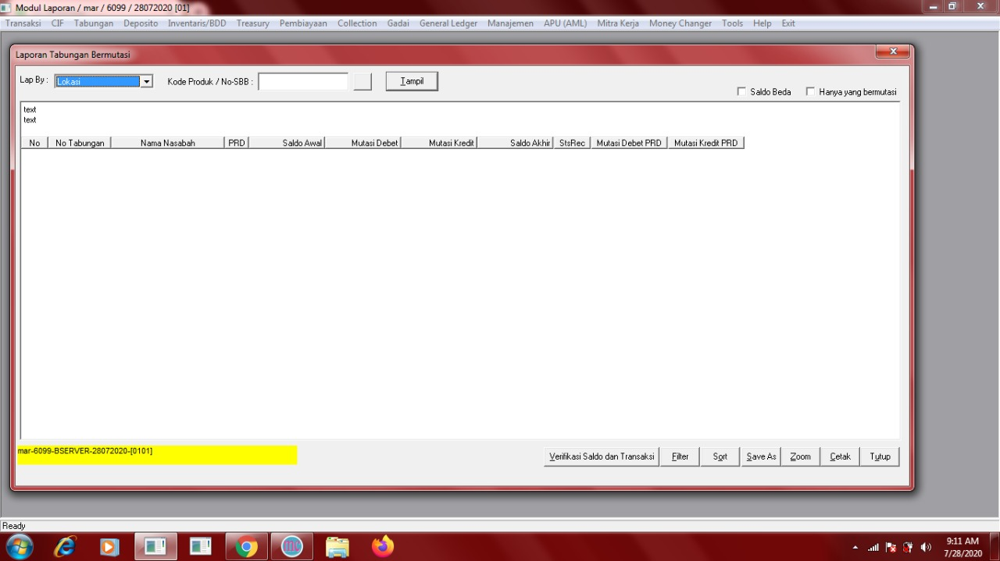 Modul Laporan / mar / 6099 / 28072020 [01]
Transaksi CIF Tabungan Deposito Inventaris/BDD Treasury Pembiayaan Collection Gadai General Ledger Manajemen APU (AML) Mitra Kerja Money Changer Tools Help Exit
Laporan Tabungan Bermutasi
Lap By : Lokasi Kode Produk / No-SBB : Tampil
Saldo Beda Hanya yang bermutasi
text
text
No No Tabungan Nama Nasabah PRD Saldo Awal Mutasi Debet Mutasi Kredit Saldo Akhir StsRec Mutasi Debet PRD Mutasi Kredit PRD
mar-6099-BSERVER-28072020-[0101]
Verifikasi Saldo dan Transaksi Filter Sort Save As Zoom Cetak Tutup
Ready
9:11 AM
7/28/2020